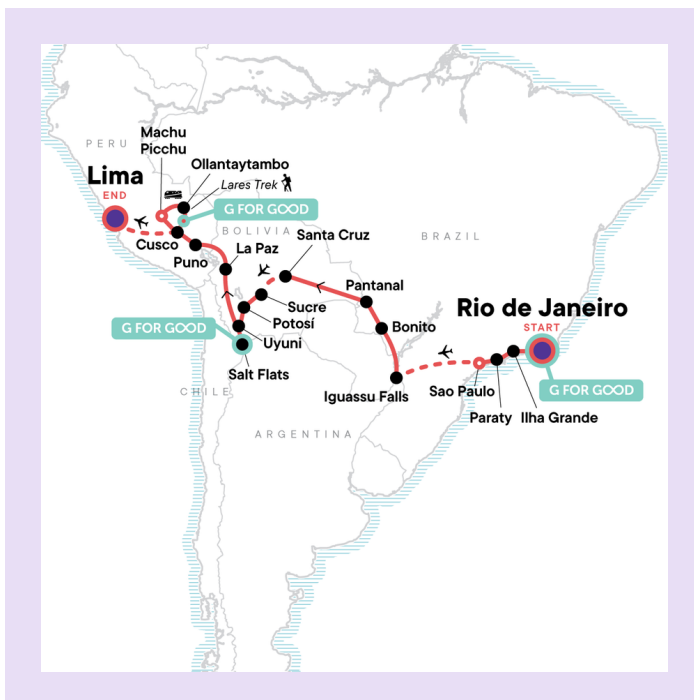 Machu
Picchu
PERU
Ollantaytambo
Lima
END
Lares Trek
G FOR GOOD
BOLIVIA
Santa Cruz
BRAZIL
Cusco
La Paz
Puno
Pantanal
Rio de Janeiro
START
Sucre
Potosí
Bonito
G FOR GOOD
Uyuni
Salt Flats
CHILE
Iguassu Falls
Sao Paulo
G FOR GOOD
Paraty
Ilha Grande
ARGENTINA